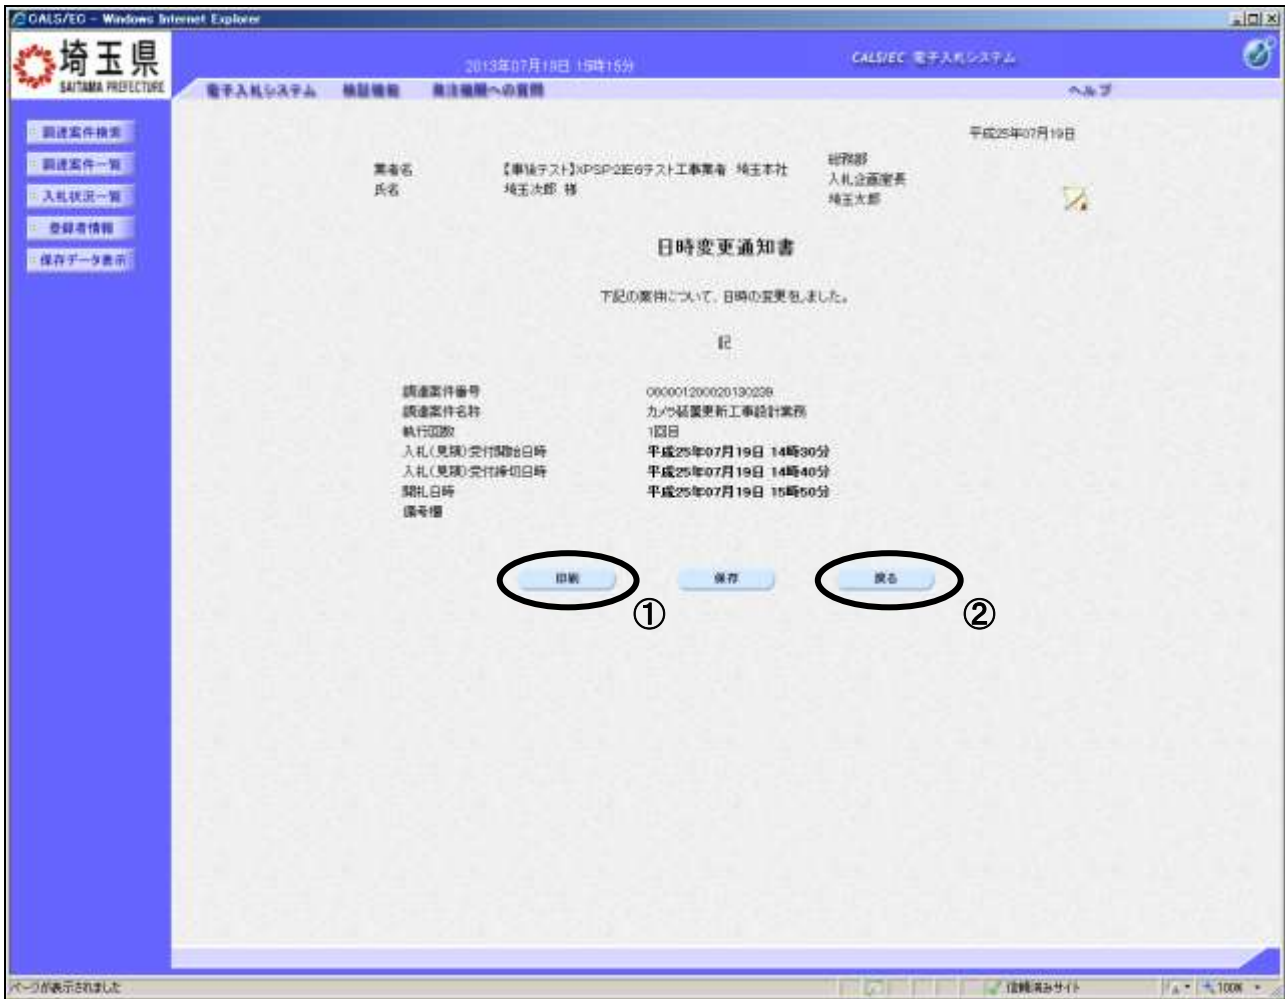 CALS/EC - Windows Internet Explorer
埼玉県
SAITAMA PREFECTURE
2013年07月19日 15時15分
CALS/EC 電子入札システム
電子入札システム 検証機能 発注機関への質問 ヘルプ
調達案件検索
調達案件一覧
入札状況一覧
登録者情報
保存データ表示
平成25年07月19日
業者名 【事後テスト】XPSP2IE6テスト工事業者 埼玉本社
氏名 埼玉次郎 様
総務部
入札企画室長
埼玉太郎
日時変更通知書
下記の案件について、日時の変更をしました。
記
調達案件番号 000001200020130239
調達案件名称 カメラ装置更新工事設計業務
執行回数 1回目
入札(見積)受付開始日時 平成25年07月19日 14時30分
入札(見積)受付締切日時 平成25年07月19日 14時40分
開札日時 平成25年07月19日 15時50分
備考欄
印刷 保存 戻る
① ②
ページが表示されました 信頼済みサイト 100%